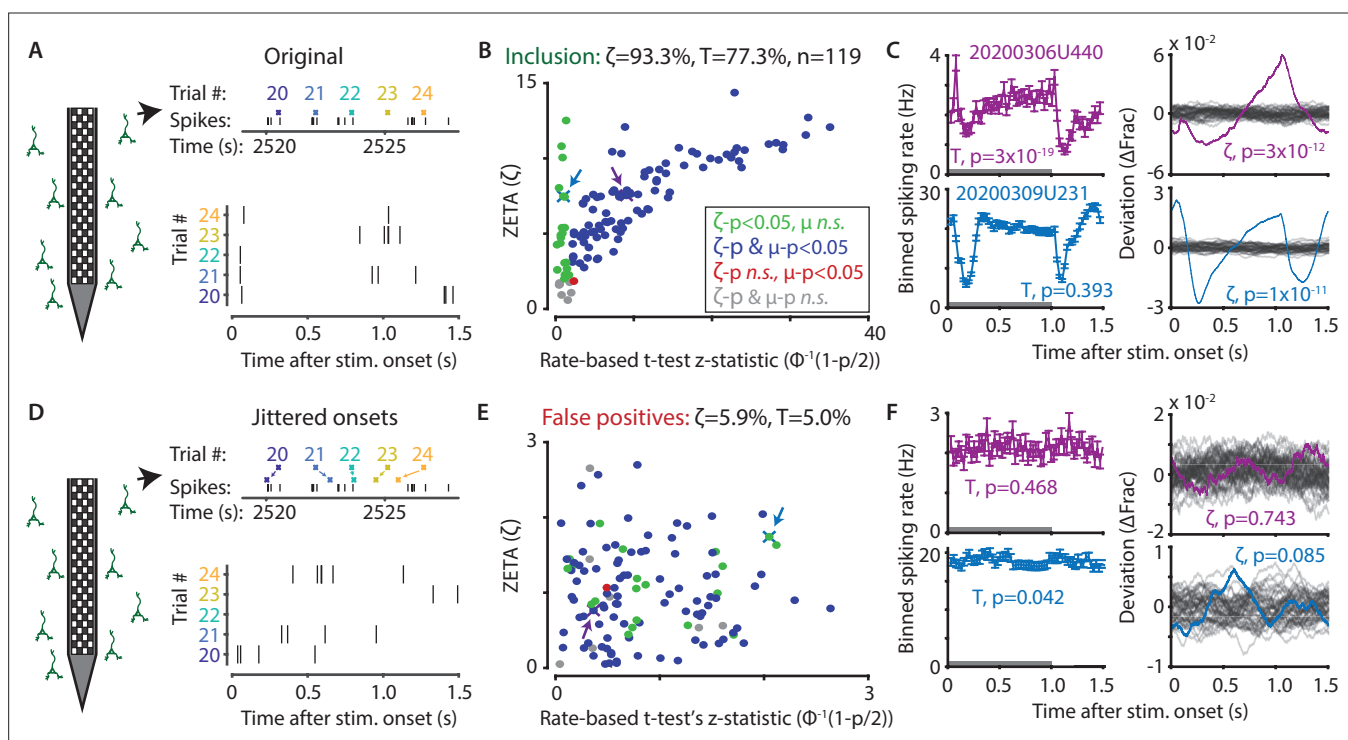 A
Original
Trial #: 20 21 22 23 24
Spikes:
Time (s): 2520 2525
Trial #
24
23
22
21
20
0 0.5 1.0 1.5
Time after stim. onset (s)
B Inclusion: ζ=93.3%, T=77.3%, n=119
ZETA (ζ)
15
0
ζ-p<0.05, μ n.s.
ζ-p & μ-p<0.05
ζ-p n.s., μ-p<0.05
ζ-p & μ-p n.s.
0 40
Rate-based t-test z-statistic (Φ⁻¹(1-p/2))
C
Binned spiking rate (Hz)
4
2
0
20200306U440
T, p=3x10⁻¹⁹
30
20
10
0
20200309U231
T, p=0.393
0 0.5 1.0 1.5
Time after stim. onset (s)
Deviation (ΔFrac)
x 10⁻²
6
0
-6
ζ, p=3x10⁻¹²
3
0
-3
ζ, p=1x10⁻¹¹
0 0.5 1.0 1.5
D
Jittered onsets
Trial #: 20 21 22 23 24
Spikes:
Time (s): 2520 2525
Trial #
24
23
22
21
20
0 0.5 1.0 1.5
Time after stim. onset (s)
E False positives: ζ=5.9%, T=5.0%
ZETA (ζ)
3
0
0 3
Rate-based t-test's z-statistic (Φ⁻¹(1-p/2))
F
Binned spiking rate (Hz)
3
2
0
T, p=0.468
20
10
0
T, p=0.042
0 0.5 1.0 1.5
Time after stim. onset (s)
Deviation (ΔFrac)
x 10⁻²
2
0
-2
ζ, p=0.743
1
0
-1
ζ, p=0.085
0 0.5 1.0 1.5